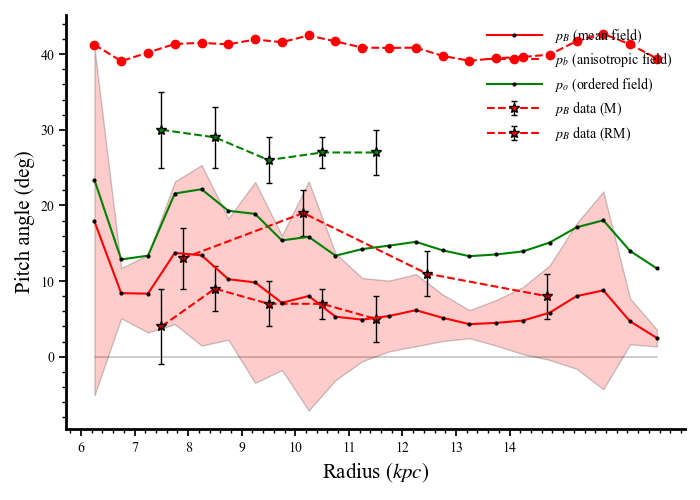 40
30
20
10
0
Pitch angle (deg)
p_B (mean field)
p_b (anisotropic field)
p_o (ordered field)
p_B data (M)
p_B data (RM)
6 7 8 9 10 11 12 13 14
Radius (kpc)